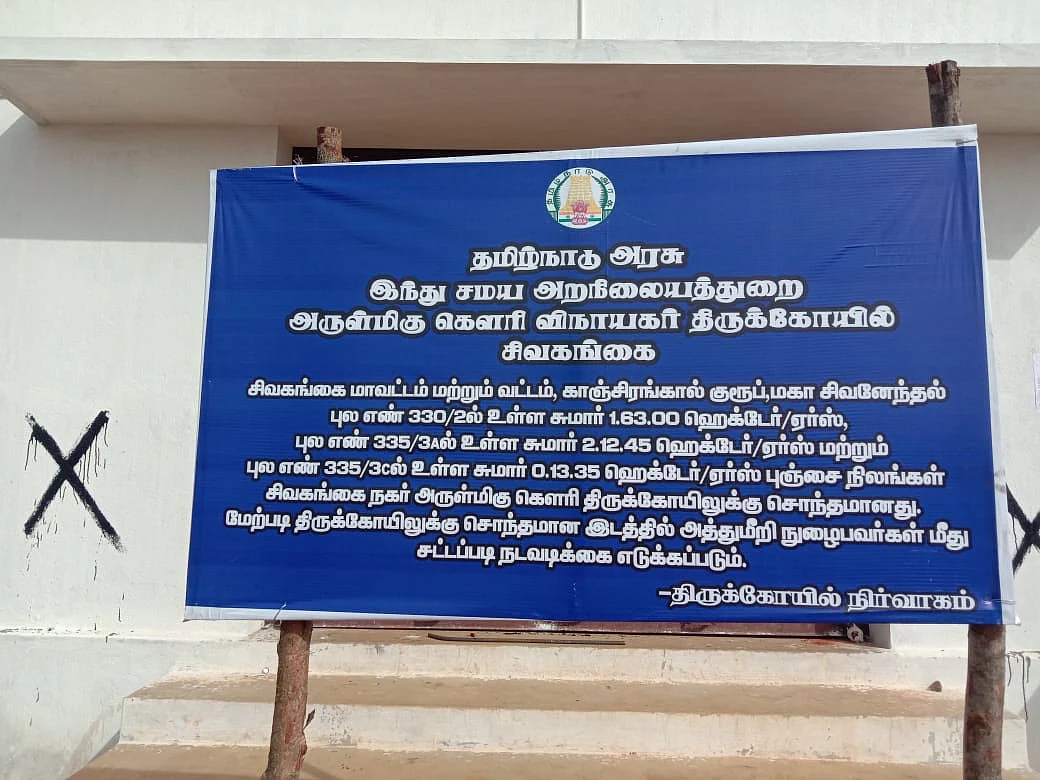 தமிழ்நாடு அரசு
தமிழ்நாடு அரசு
இந்து சமய அறநிலையத்துறை
அருள்மிகு கௌரி விநாயகர் திருக்கோயில்
சிவகங்கை
சிவகங்கை மாவட்டம் மற்றும் வட்டம், காஞ்சிரங்கால் குரூப்,மகா சிவனேந்தல்
புல எண் 330/2ல் உள்ள சுமார் 1.63.00 ஹெக்டேர்/ஏர்ஸ்,
புல எண் 335/3Aல் உள்ள சுமார் 2.12.45 ஹெக்டேர்/ஏர்ஸ் மற்றும்
புல எண் 335/3Cல் உள்ள சுமார் 0.13.35 ஹெக்டேர்/ஏர்ஸ் புஞ்சை நிலங்கள்
சிவகங்கை நகர் அருள்மிகு கௌரி திருக்கோயிலுக்கு சொந்தமானது.
மேற்படி திருக்கோயிலுக்கு சொந்தமான இடத்தில் அத்துமீறி நுழைபவர்கள் மீது
சட்டப்படி நடவடிக்கை எடுக்கப்படும்.
-திருக்கோயில் நிர்வாகம்